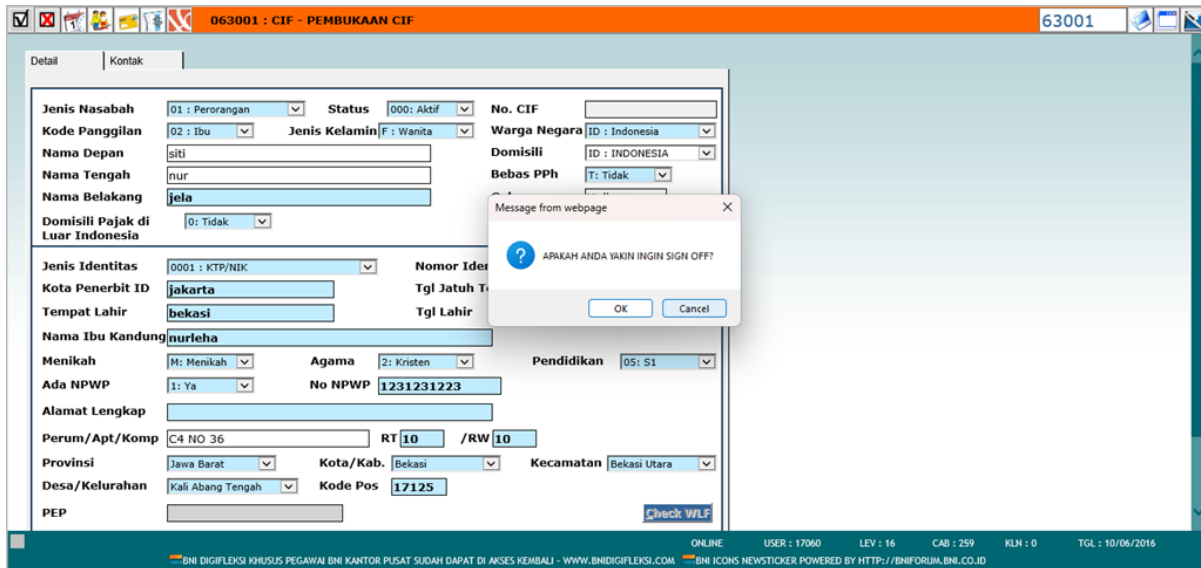 063001 : CIF - PEMBUKAAN CIF 63001
Detail Kontak
Jenis Nasabah 01 : Perorangan Status 000: Aktif No. CIF
Kode Panggilan 02 : Ibu Jenis Kelamin F : Wanita Warga Negara ID : Indonesia
Nama Depan siti Domisili ID : INDONESIA
Nama Tengah nur Bebas PPh T: Tidak
Nama Belakang jela
Message from webpage
Domisili Pajak di Luar Indonesia 0: Tidak
APAKAH ANDA YAKIN INGIN SIGN OFF?
Jenis Identitas 0001 : KTP/NIK Nomor Iden
Kota Penerbit ID jakarta Tgl Jatuh T
OK Cancel
Tempat Lahir bekasi Tgl Lahir
Nama Ibu Kandung nurleha
Menikah M: Menikah Agama 2: Kristen Pendidikan 05: S1
Ada NPWP 1: Ya No NPWP 1231231223
Alamat Lengkap
Perum/Apt/Komp C4 NO 36 RT 10 /RW 10
Provinsi Jawa Barat Kota/Kab. Bekasi Kecamatan Bekasi Utara
Desa/Kelurahan Kali Abang Tengah Kode Pos 17125
PEP Check WLF
ONLINE USER : 17060 LEV : 16 CAB : 259 KLN : 0 TGL : 10/06/2016
BNI DIGIFLEKSI KHUSUS PEGAWAI BNI KANTOR PUSAT SUDAH DAPAT DI AKSES KEMBALI - WWW.BNIDIGIFLEKSI.COM BNI ICONS NEWSTICKER POWERED BY HTTP://BNIFORUM.BNI.CO.ID